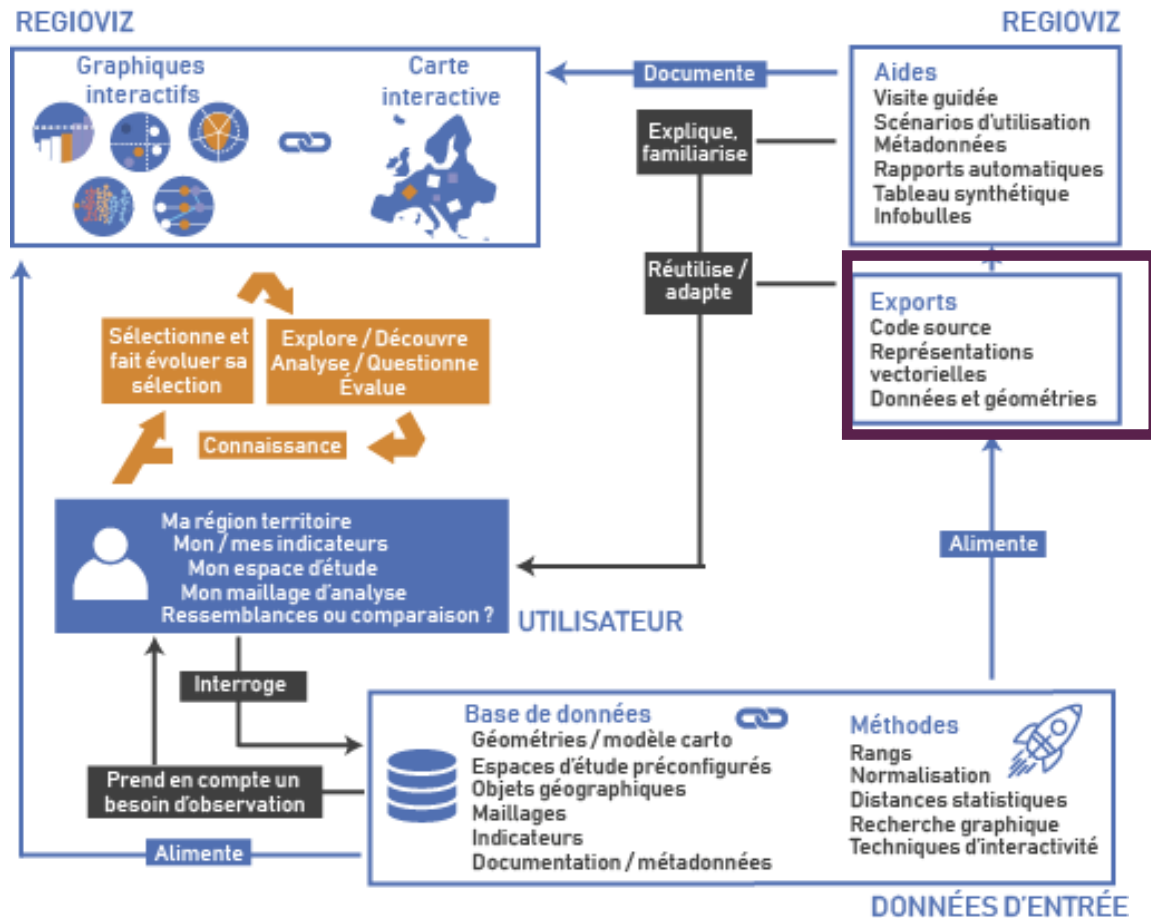 REGIOVIZ
REGIOVIZ
Graphiques
interactifs
Carte
interactive
Documente
Aides
Visite guidée
Scénarios d'utilisation
Métadonnées
Rapports automatiques
Tableau synthétique
Infobulles
Explique,
familiarise
Réutilise /
adapte
Exports
Code source
Représentations
vectorielles
Données et géométries
Sélectionne et
fait évoluer sa
sélection
Explore / Découvre
Analyse / Questionne
Évalue
Connaissance
Alimente
Ma région territoire
Mon / mes indicateurs
Mon espace d'étude
Mon maillage d'analyse
Ressemblances ou comparaison ?
UTILISATEUR
Interroge
Prend en compte un
besoin d'observation
Alimente
Base de données
Géométries / modèle carto
Espaces d'étude préconfigurés
Objets géographiques
Maillages
Indicateurs
Documentation / métadonnées
Méthodes
Rangs
Normalisation
Distances statistiques
Recherche graphique
Techniques d'interactivité
DONNÉES D'ENTRÉE